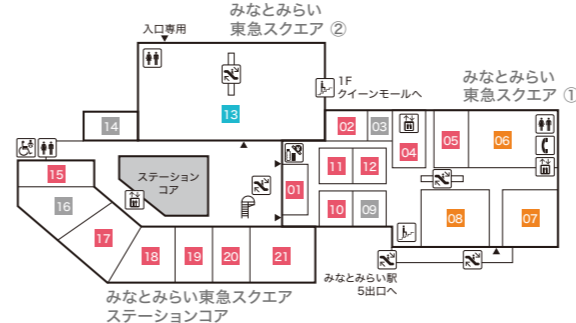 みなとみらい
東急スクエア ②
入口専用
1F
クイーンモールへ
みなとみらい
東急スクエア ①
13
14
02
03
04
05
06
15
ステーション
コア
01
11
12
16
10
09
08
07
17
18
19
20
21
みなとみらい駅
5出口へ
みなとみらい東急スクエア
ステーションコア